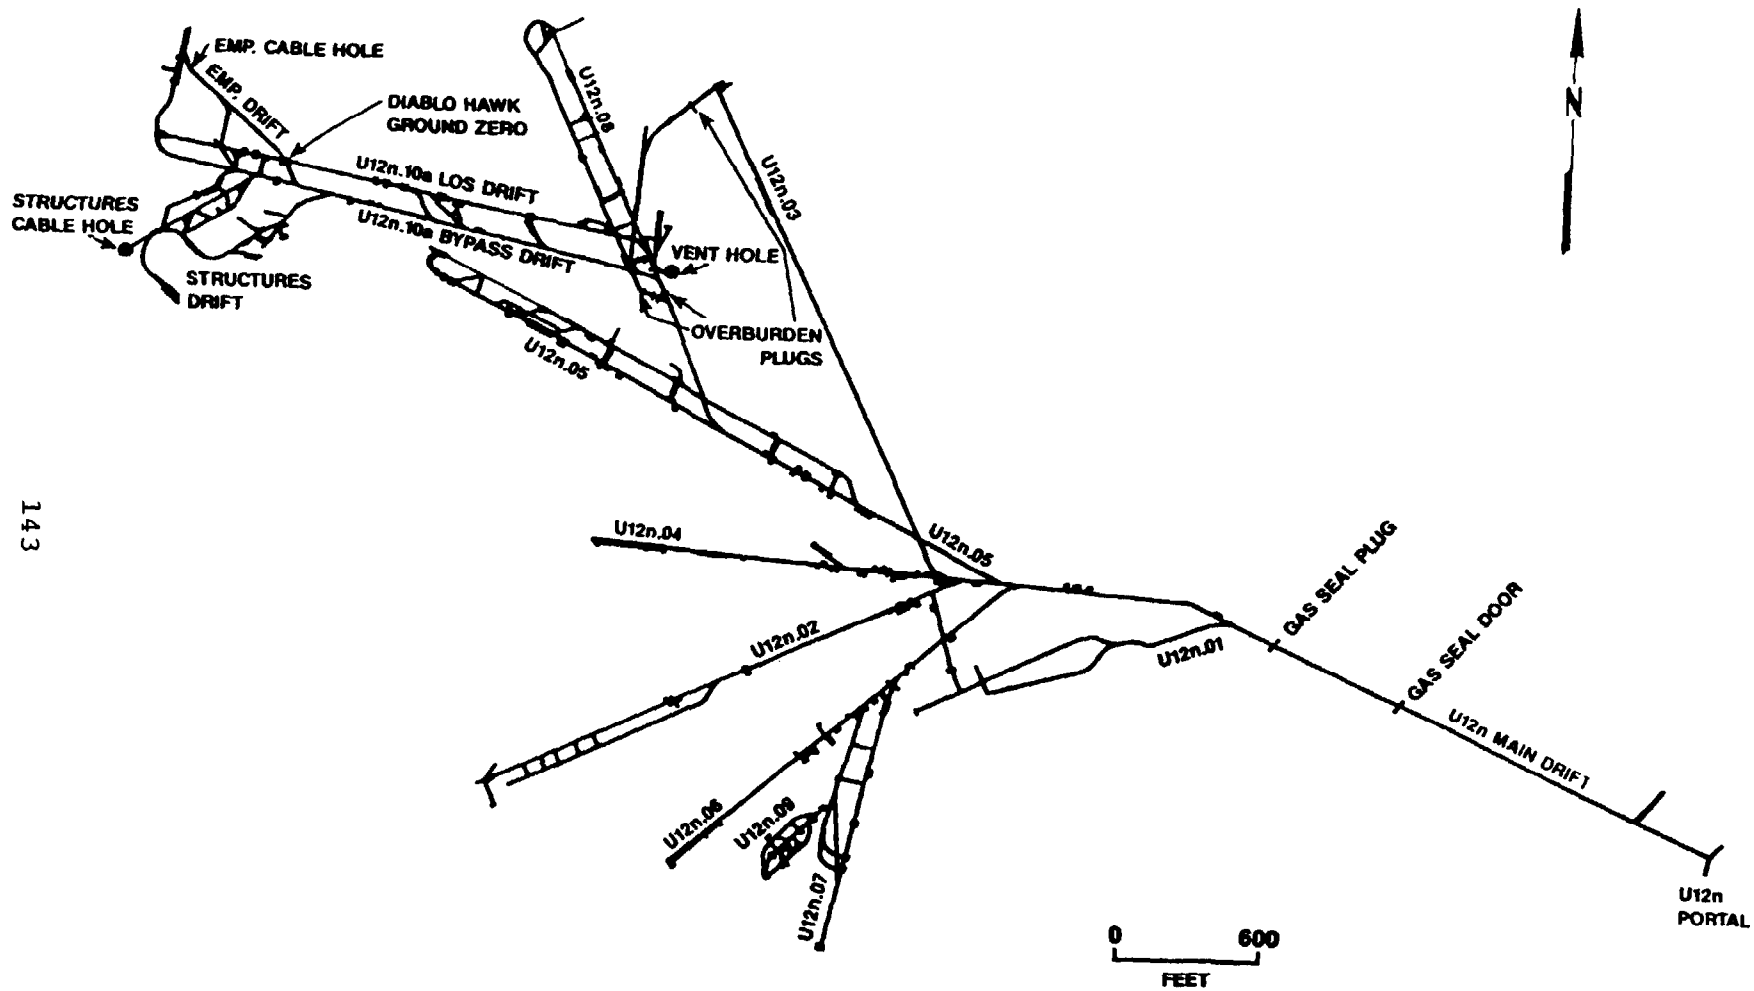 EMP. CABLE HOLE
EMP. DRIFT
DIABLO HAWK
GROUND ZERO
U12n.08
N
U12n.10a LOS DRIFT
U12n.03
STRUCTURES
CABLE HOLE
U12n.10a BYPASS DRIFT
VENT HOLE
STRUCTURES
DRIFT
OVERBURDEN
PLUGS
U12n.05
143
U12n.04
U12n.05
GAS SEAL PLUG
GAS SEAL DOOR
U12n.02
U12n.01
U12n MAIN DRIFT
U12n.06
U12n.09
U12n.07
U12n
PORTAL
0 600
FEET